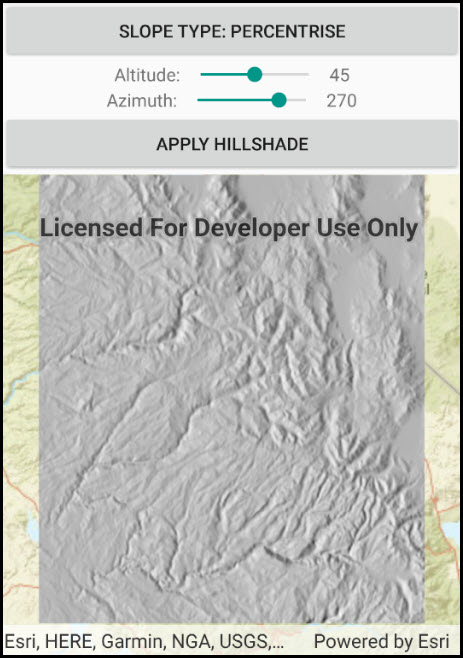 SLOPE TYPE: PERCENTRISE
Altitude: 45
Azimuth: 270
APPLY HILLSHADE
Licensed For Developer Use Only
Esri, HERE, Garmin, NGA, USGS,... Powered by Esri